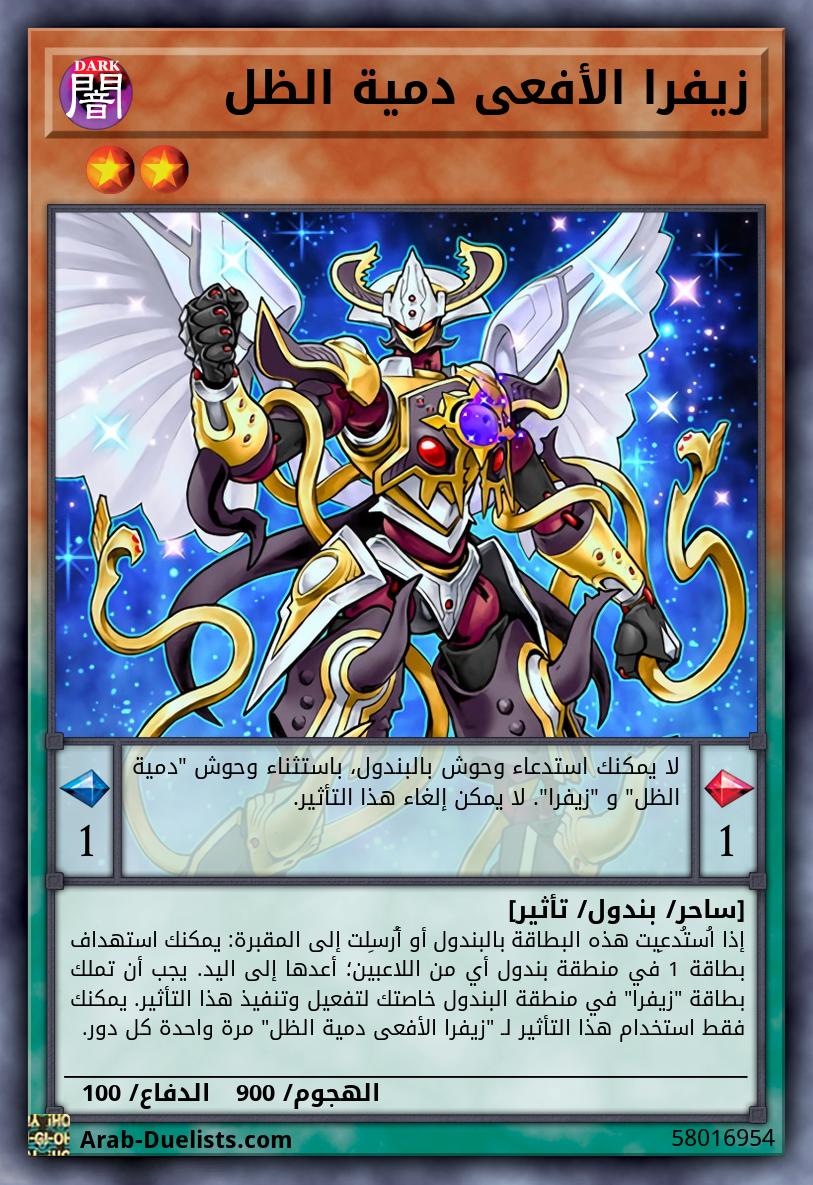 زيفرا الأفعى دمية الظل
DARK
闇
لا يمكنك استدعاء وحوش بالبندول، باستثناء وحوش "دمية
الظل" و "زيفرا". لا يمكن إلغاء هذا التأثير.
1
1
[ساحر/ بندول/ تأثير]
إذا اُستُدعِيت هذه البطاقة بالبندول أو أُرسِلت إلى المقبرة: يمكنك استهداف
بطاقة 1 في منطقة بندول أي من اللاعبين؛ أعدها إلى اليد. يجب أن تملك
بطاقة "زيفرا" في منطقة البندول خاصتك لتفعيل وتنفيذ هذا التأثير. يمكنك
فقط استخدام هذا التأثير لـ "زيفرا الأفعى دمية الظل" مرة واحدة كل دور.
الهجوم/ 900 الدفاع/ 100
Arab-Duelists.com
58016954